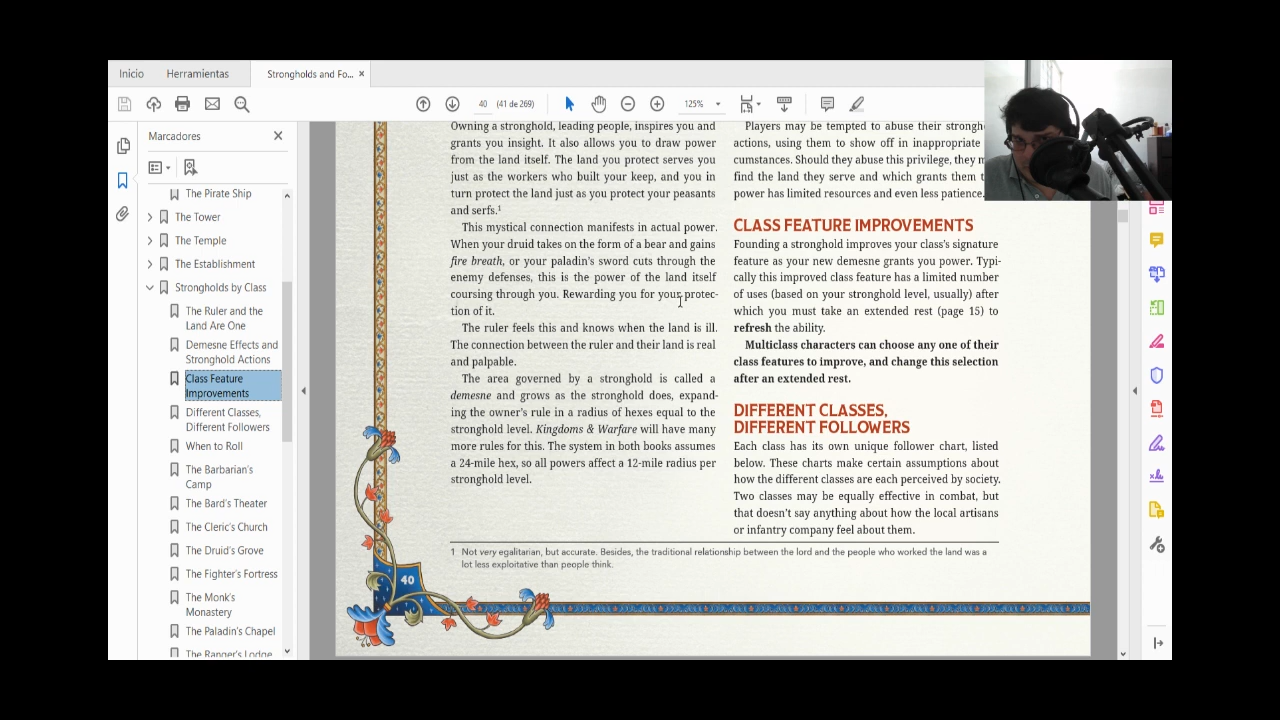 Inicio
Herramientas
Strongholds and Fo...
40
(41 de 269)
125%
Marcadores
The Pirate Ship
The Tower
The Temple
The Establishment
Strongholds by Class
The Ruler and the
Land Are One
Demesne Effects and
Stronghold Actions
Class Feature
Improvements
Different Classes,
Different Followers
When to Roll
The Barbarian's
Camp
The Bard's Theater
The Cleric's Church
The Druid's Grove
The Fighter's Fortress
The Monk's
Monastery
The Paladin's Chapel
The Ranger's Lodge
Owning a stronghold, leading people, inspires you and
grants you insight. It also allows you to draw power
from the land itself. The land you protect serves you
just as the workers who built your keep, and you in
turn protect the land just as you protect your peasants
and serfs.1
This mystical connection manifests in actual power.
When your druid takes on the form of a bear and gains
fire breath, or your paladin's sword cuts through the
enemy defenses, this is the power of the land itself
coursing through you. Rewarding you for your protec-
tion of it.
The ruler feels this and knows when the land is ill.
The connection between the ruler and their land is real
and palpable.
The area governed by a stronghold is called a
demesne and grows as the stronghold does, expand-
ing the owner's rule in a radius of hexes equal to the
stronghold level. Kingdoms & Warfare will have many
more rules for this. The system in both books assumes
a 24-mile hex, so all powers affect a 12-mile radius per
stronghold level.
Players may be tempted to abuse their
actions, using them to show off in inappropriate
cumstances. Should they abuse this privilege, they
find the land they serve and which grants them
power has limited resources and even less patience.
CLASS FEATURE IMPROVEMENTS
Founding a stronghold improves your class's signature
feature as your new demesne grants you power. Typi-
cally this improved class feature has a limited number
of uses (based on your stronghold level, usually) after
which you must take an extended rest (page 15) to
refresh the ability.
Multiclass characters can choose any one of their
class features to improve, and change this selection
after an extended rest.
DIFFERENT CLASSES,
DIFFERENT FOLLOWERS
Each class has its own unique follower chart, listed
below. These charts make certain assumptions about
how the different classes are each perceived by society.
Two classes may be equally effective in combat, but
that doesn't say anything about how the local artisans
or infantry company feel about them.
1 Not very egalitarian, but accurate. Besides, the traditional relationship between the lord and the people who worked the land was a
lot less exploitative than people think.
40